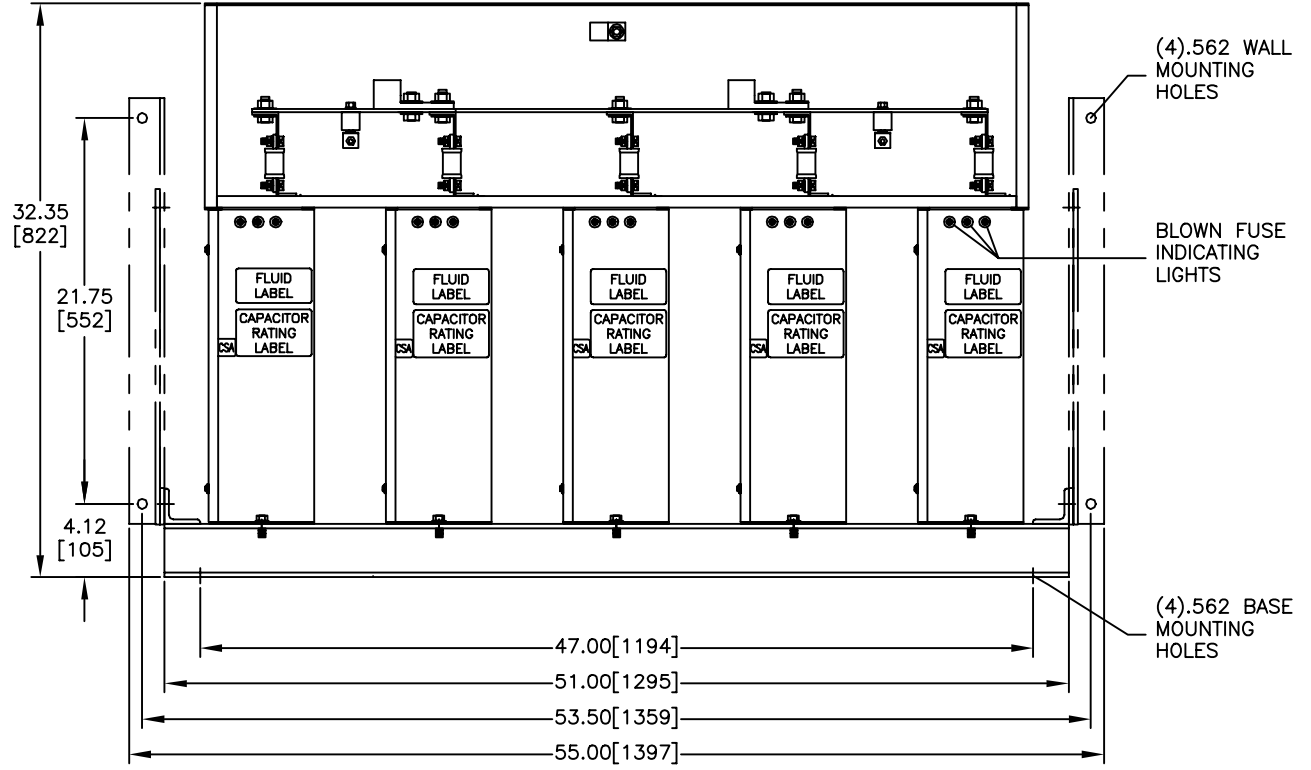 (4).562 WALL
MOUNTING
HOLES
32.35
[822]
21.75
[552]
4.12
[105]
BLOWN FUSE
INDICATING
LIGHTS
FLUID
LABEL
CAPACITOR
RATING
LABEL
CSA
FLUID
LABEL
CAPACITOR
RATING
LABEL
CSA
FLUID
LABEL
CAPACITOR
RATING
LABEL
CSA
FLUID
LABEL
CAPACITOR
RATING
LABEL
CSA
FLUID
LABEL
CAPACITOR
RATING
LABEL
CSA
(4).562 BASE
MOUNTING
HOLES
47.00[1194]
51.00[1295]
53.50[1359]
55.00[1397]